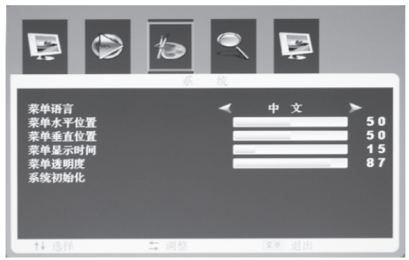 系 统
菜单语言 中 文
菜单水平位置 50
菜单垂直位置 50
菜单显示时间 15
菜单透明度 87
系统初始化
选择 调整 菜单 退出